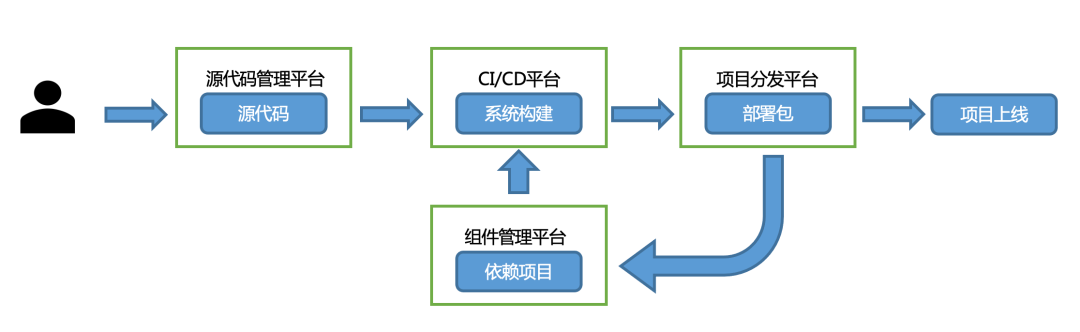 源代码管理平台
源代码
CI/CD平台
系统构建
项目分发平台
部署包
项目上线
组件管理平台
依赖项目